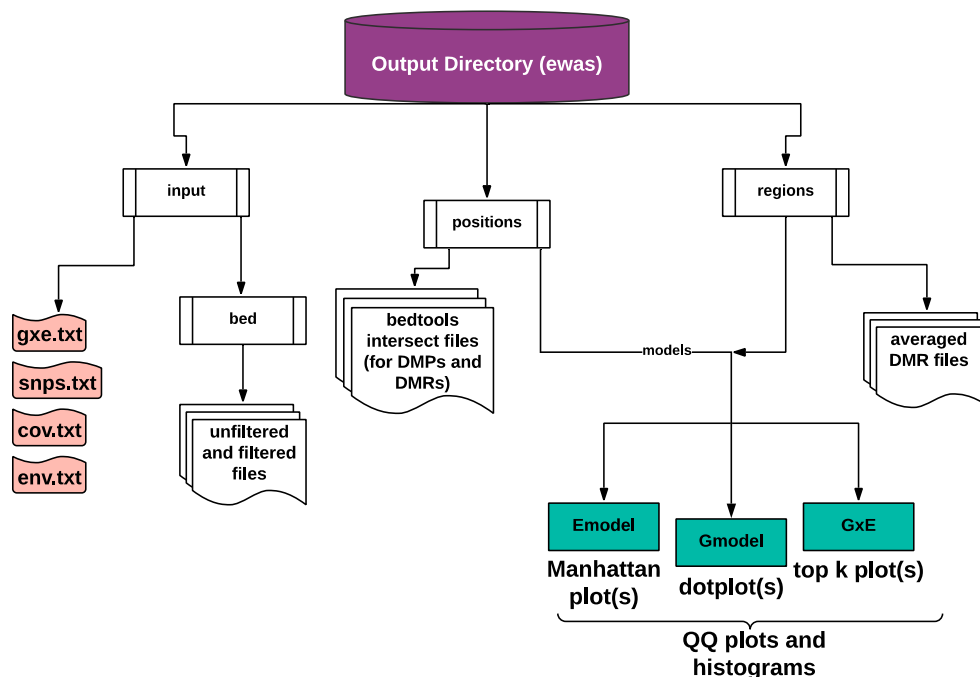 Output Directory (ewas)
input
positions
regions
gxe.txt
snps.txt
cov.txt
env.txt
bed
unfiltered
and filtered
files
bedtools
intersect files
(for DMPs and
DMRs)
models
averaged
DMR files
Emodel
Manhattan
plot(s)
Gmodel
dotplot(s)
GxE
top k plot(s)
QQ plots and
histograms